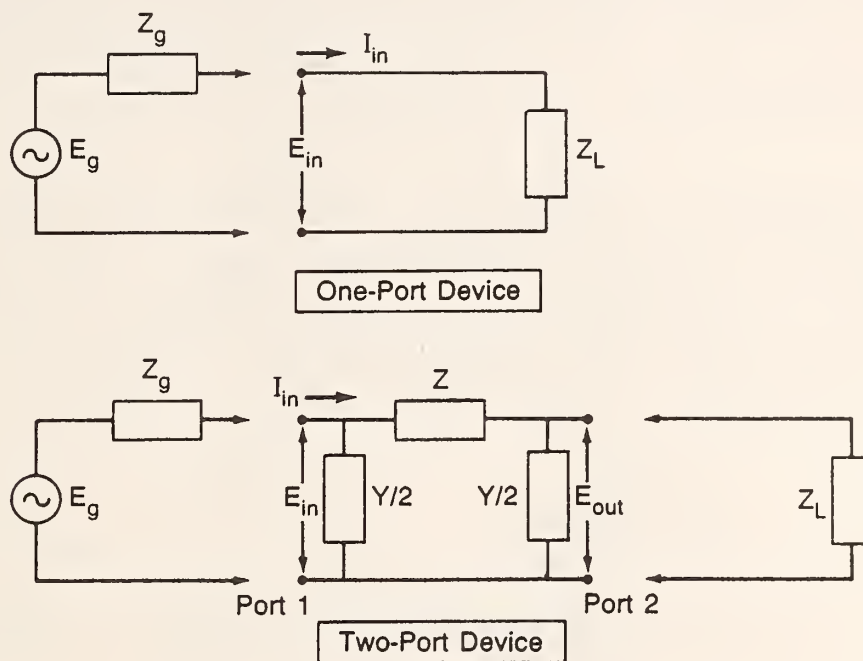 Z_g
I_in
E_g
E_in
Z_L
One-Port Device
Z_g
I_in
Z
E_g
E_in
Y/2
Y/2
E_out
Z_L
Port 1
Port 2
Two-Port Device